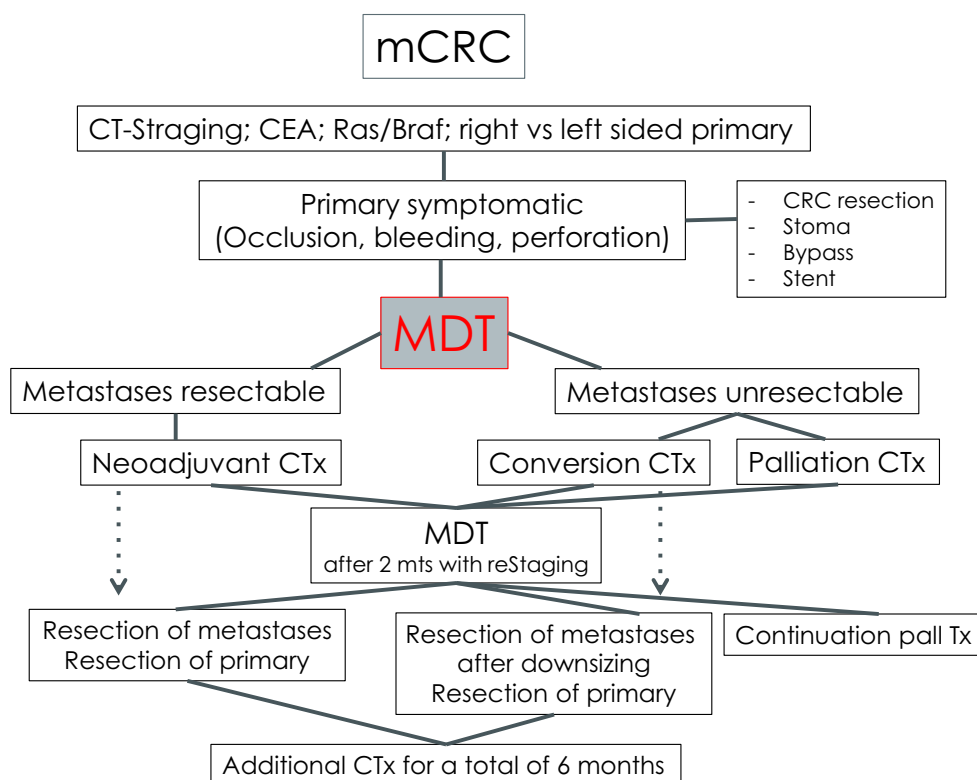 mCRC
CT-Straging; CEA; Ras/Braf; right vs left sided primary
Primary symptomatic
(Occlusion, bleeding, perforation)
- CRC resection
- Stoma
- Bypass
- Stent
MDT
Metastases resectable
Metastases unresectable
Neoadjuvant CTx
Conversion CTx
Palliation CTx
MDT
after 2 mts with reStaging
Resection of metastases
Resection of primary
Resection of metastases
after downsizing
Resection of primary
Continuation pall Tx
Additional CTx for a total of 6 months